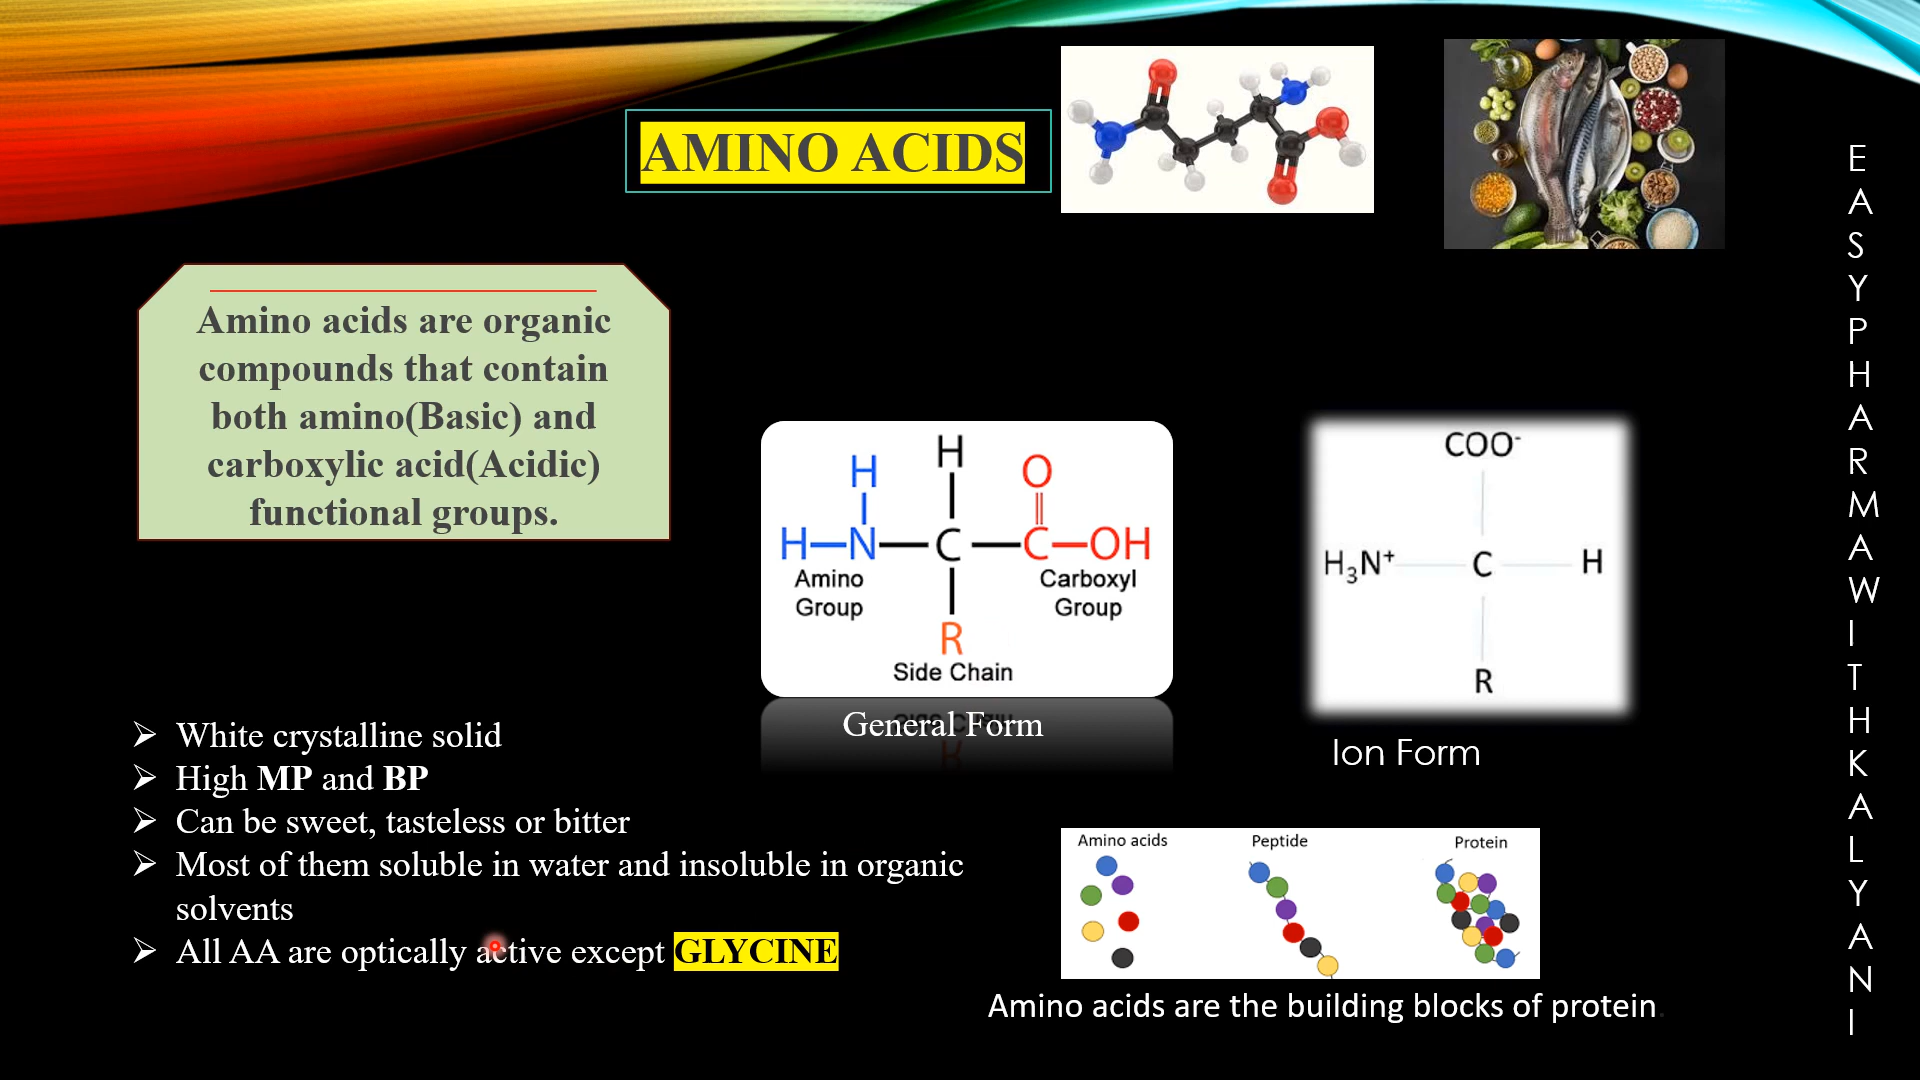 AMINO ACIDS
Amino acids are organic
compounds that contain
both amino(Basic) and
carboxylic acid(Acidic)
functional groups.
H
H
O
H—N—C—C—OH
Amino
Group
Carboxyl
Group
R
Side Chain
General Form
COO⁻
H₃N⁺ C H
R
Ion Form
➢ White crystalline solid
➢ High MP and BP
➢ Can be sweet, tasteless or bitter
➢ Most of them soluble in water and insoluble in organic
solvents
➢ All AA are optically active except GLYCINE
Amino acids Peptide Protein
Amino acids are the building blocks of protein.
E
A
S
Y
P
H
A
R
M
A
W
I
T
H
K
A
L
Y
A
N
I